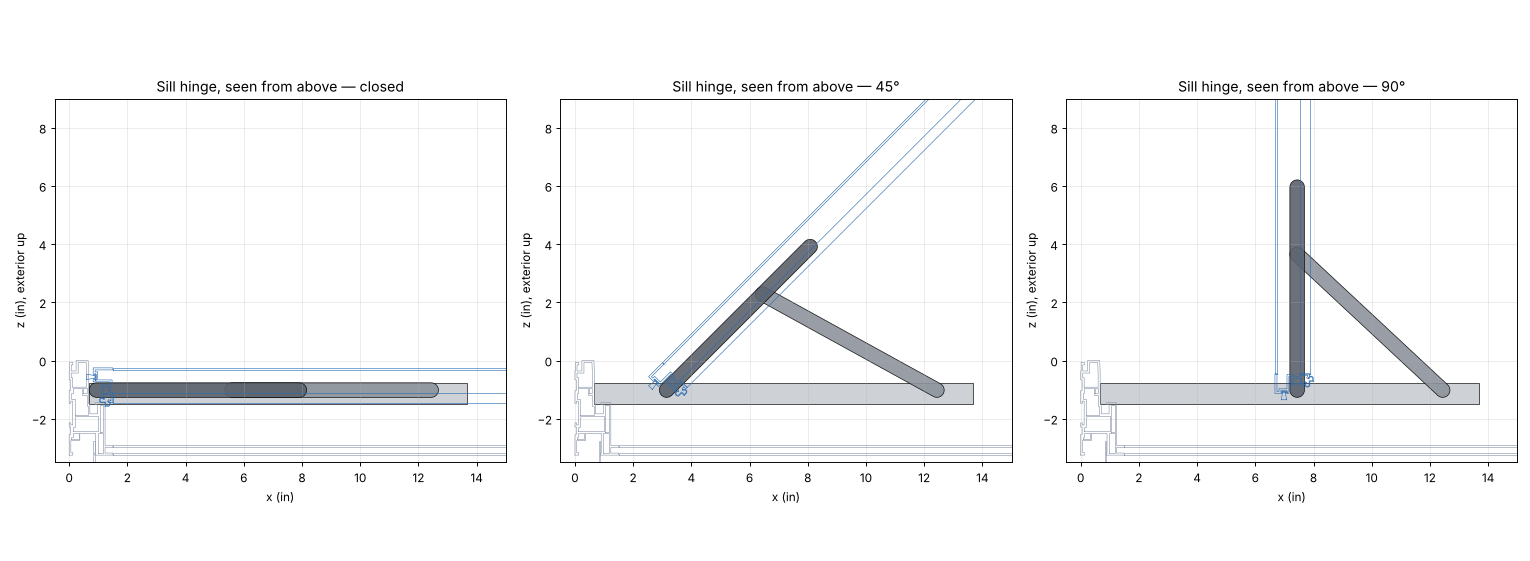 Sill hinge, seen from above — closed
Sill hinge, seen from above — 45°
Sill hinge, seen from above — 90°
z (in), exterior up
8
6
4
2
0
−2
0 2 4 6 8 10 12 14
x (in)
z (in), exterior up
8
6
4
2
0
−2
0 2 4 6 8 10 12 14
x (in)
z (in), exterior up
8
6
4
2
0
−2
0 2 4 6 8 10 12 14
x (in)